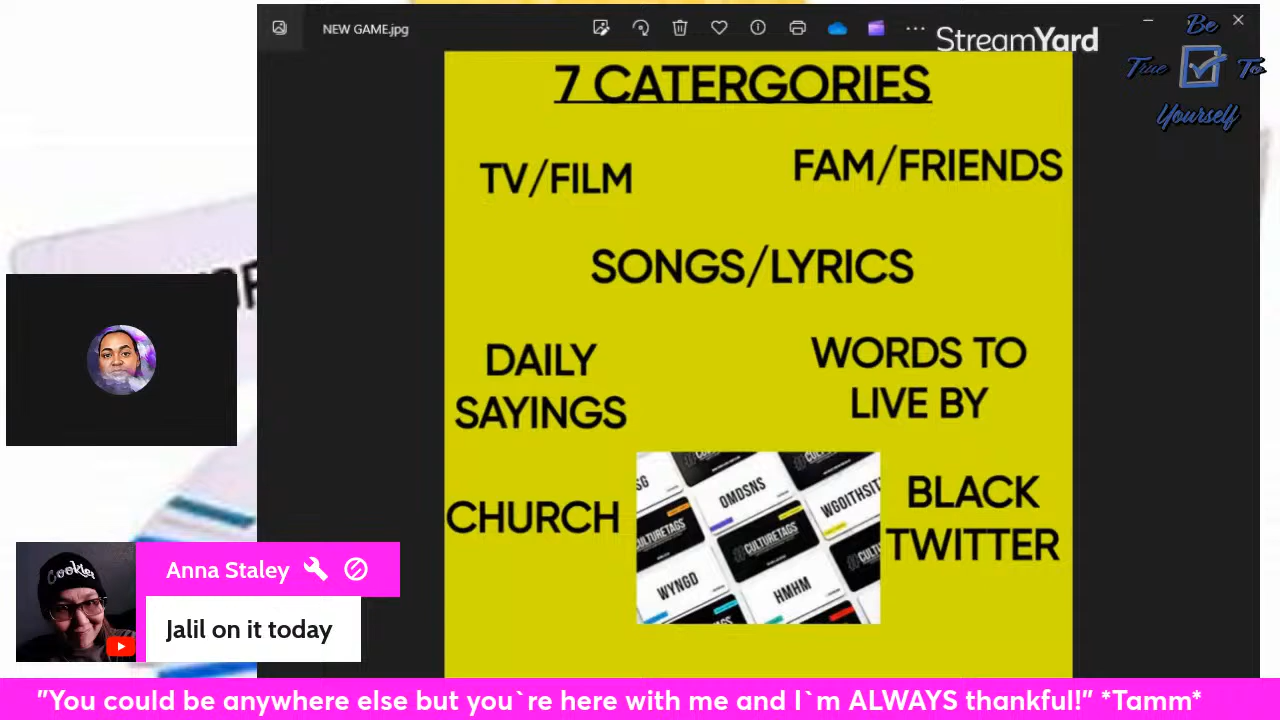 NEW GAME.jpg
StreamYard
Be
True To
Yourself
7 CATERGORIES
TV/FILM
FAM/FRIENDS
SONGS/LYRICS
DAILY
SAYINGS
WORDS TO
LIVE BY
CHURCH
BLACK
TWITTER
SG
OMDSNS
WGOITHSIT
CULTURETAGS
WYNGD
HMHM
Cookies
Anna Staley
Jalil on it today
"You could be anywhere else but you`re here with me and I`m ALWAYS thankful!" *Tamm*